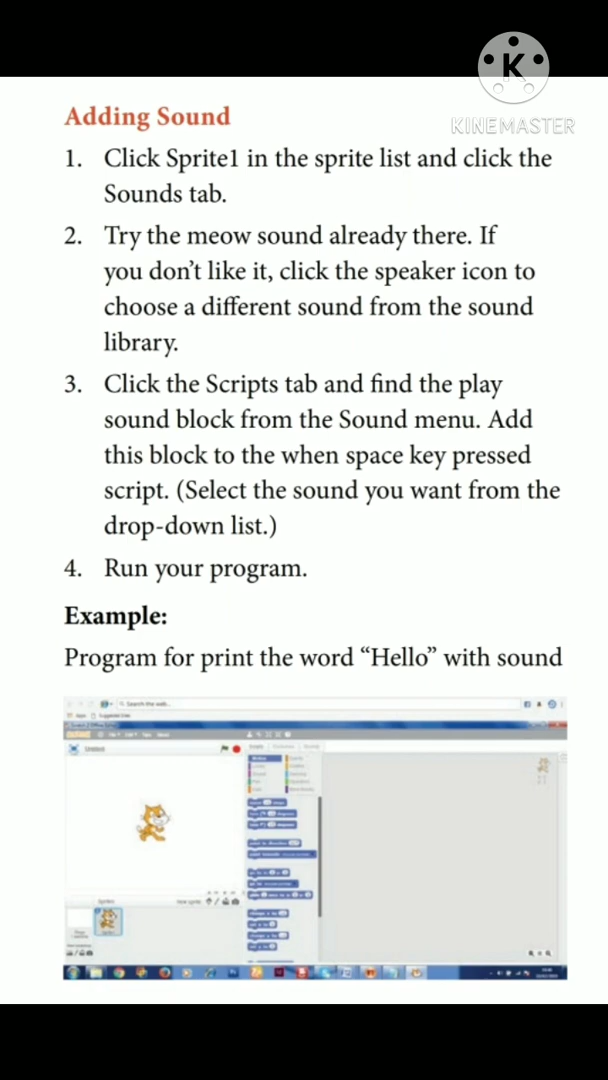 K
KINEMASTER
Adding Sound
1. Click Sprite1 in the sprite list and click the
Sounds tab.
2. Try the meow sound already there. If
you don’t like it, click the speaker icon to
choose a different sound from the sound
library.
3. Click the Scripts tab and find the play
sound block from the Sound menu. Add
this block to the when space key pressed
script. (Select the sound you want from the
drop-down list.)
4. Run your program.
Example:
Program for print the word “Hello” with sound
Search the web...
Untitled